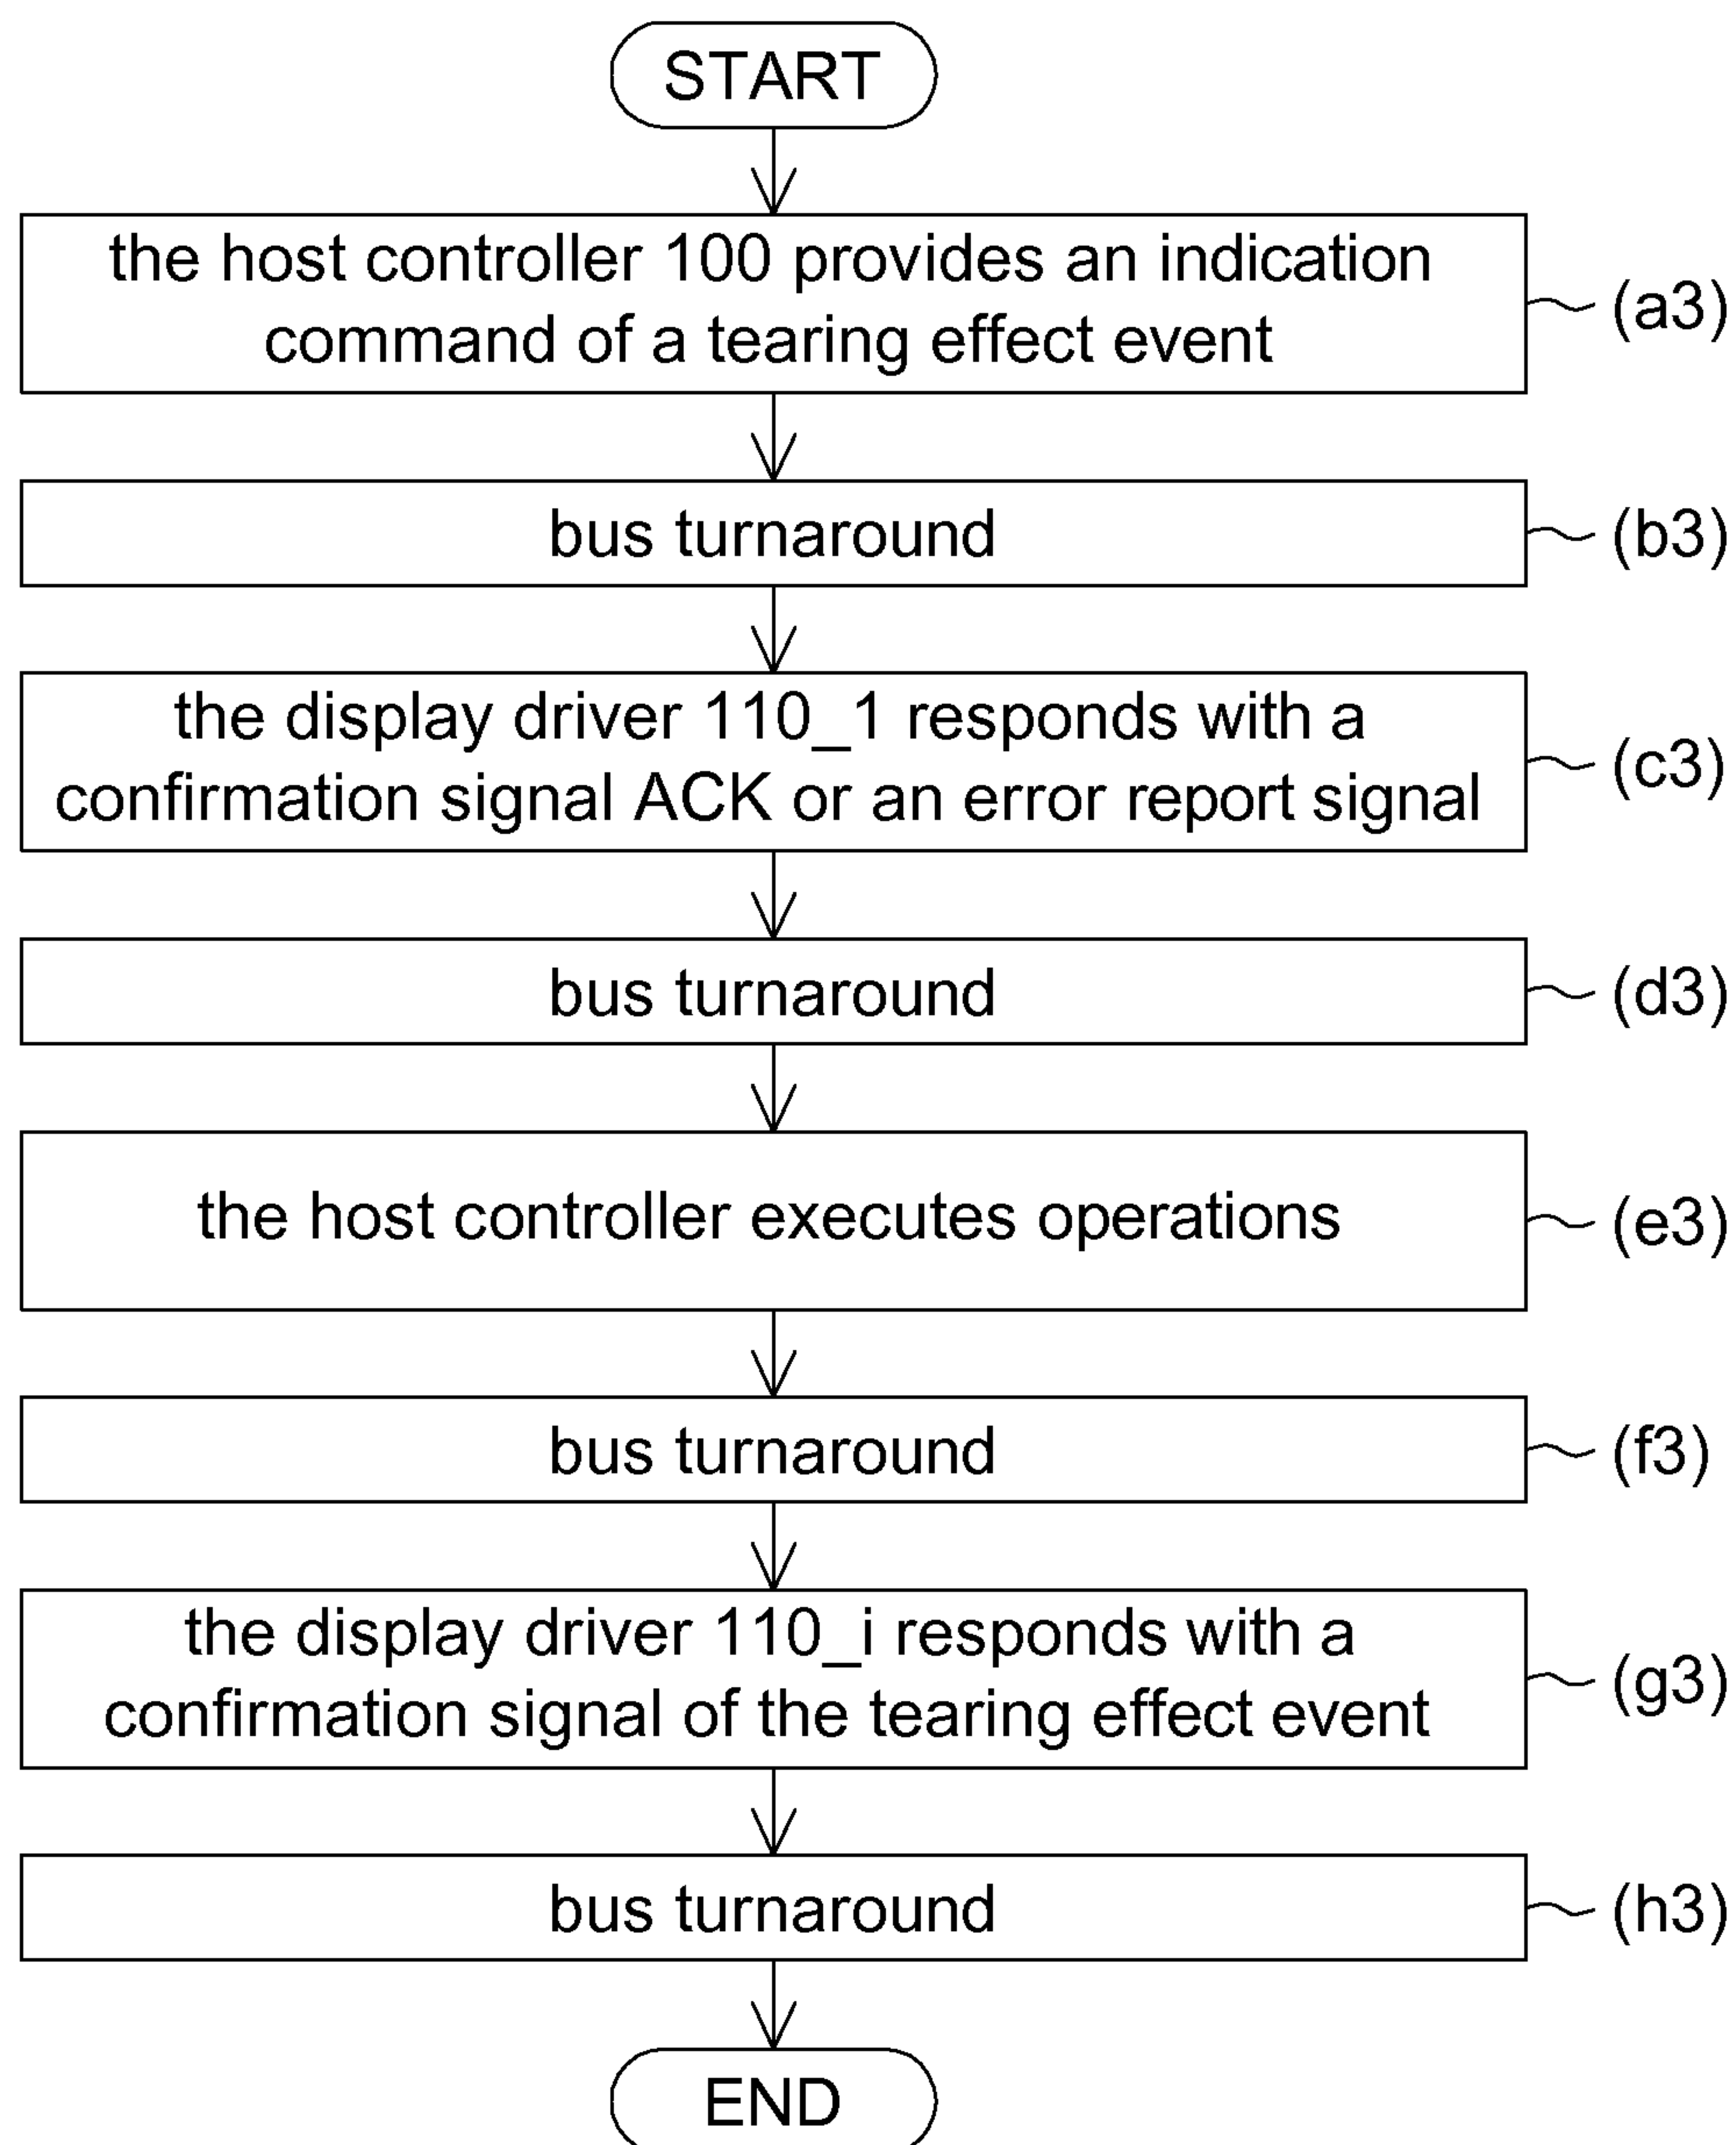 START
the host controller 100 provides an indication
command of a tearing effect event
(a3)
bus turnaround
(b3)
the display driver 110_1 responds with a
confirmation signal ACK or an error report signal
(c3)
bus turnaround
(d3)
the host controller executes operations
(e3)
bus turnaround
(f3)
the display driver 110_i responds with a
confirmation signal of the tearing effect event
(g3)
bus turnaround
(h3)
END